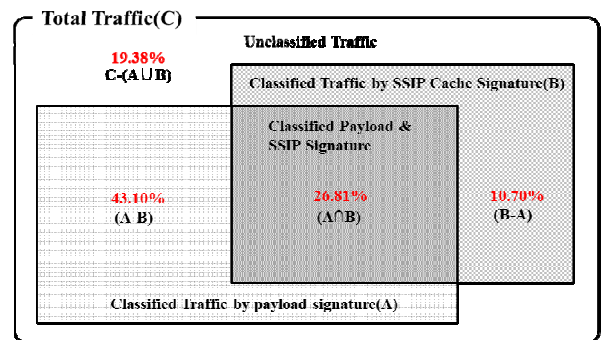 Total Traffic(C)
Unclassified Traffic
19.38%
C-(A∪B)
Classified Traffic by SSIP Cache Signature(B)
Classified Payload &
SSIP Signature
43.10%
(A-B)
26.81%
(A∩B)
10.70%
(B-A)
Classified Traffic by payload signature(A)